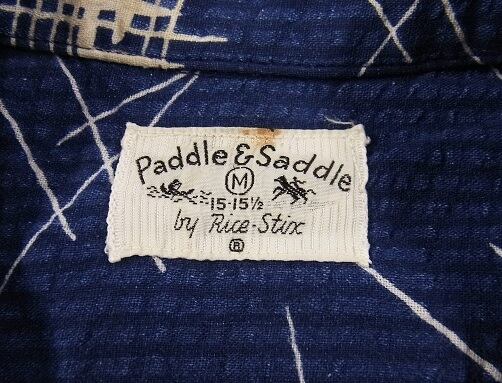 Paddle & Saddle
M
15-15½
by Rice-Stix
®